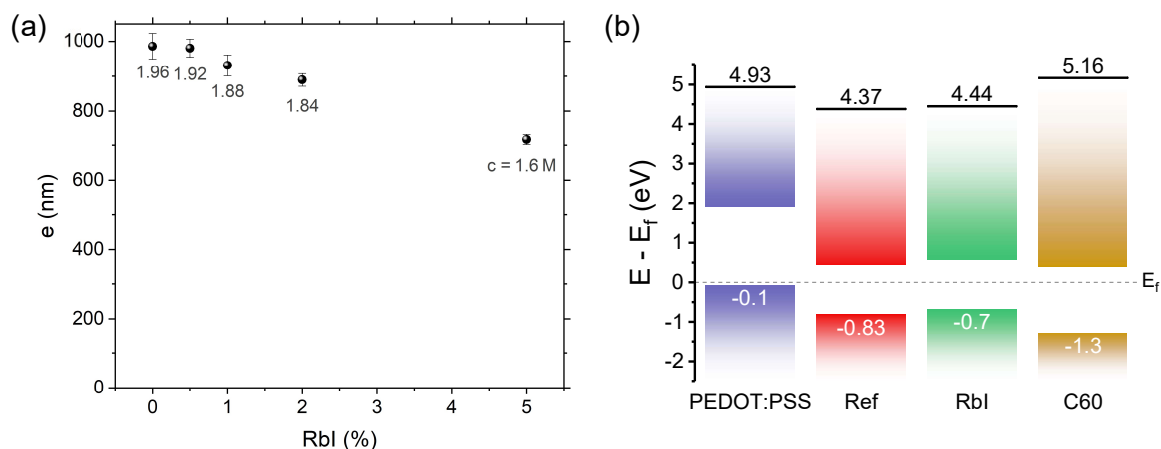 (a)
1000
800
600
400
200
0
e (nm)
1.96
1.92
1.88
1.84
c = 1.6 M
0
1
2
3
4
5
RbI (%)
(b)
5
4
3
2
1
0
-1
-2
E - E_f (eV)
4.93
4.37
4.44
5.16
E_f
-0.1
-0.83
-0.7
-1.3
PEDOT:PSS
Ref
RbI
C60